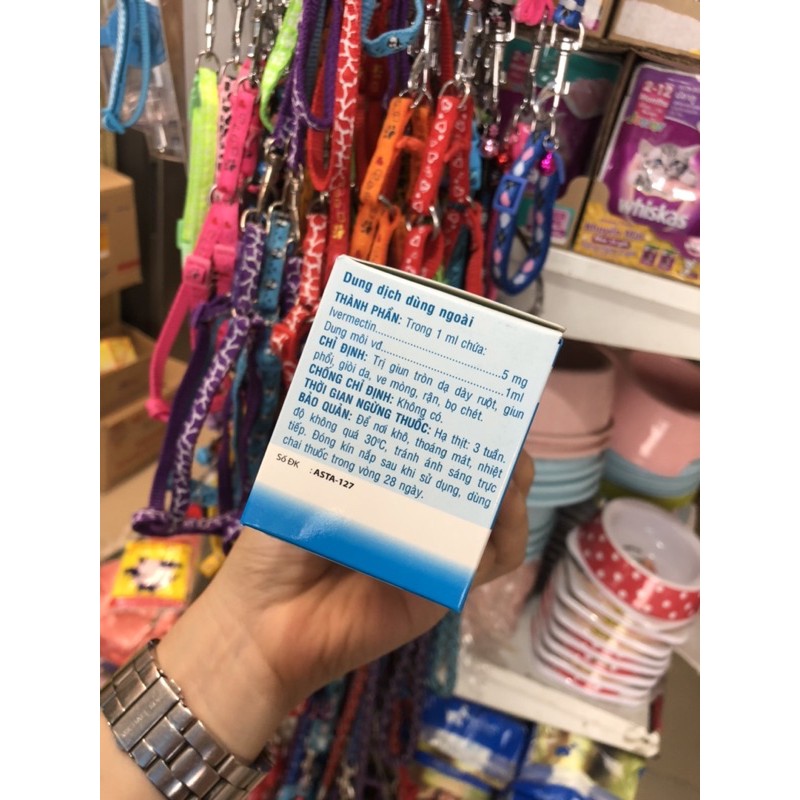 Dung dịch dùng ngoài
THÀNH PHẦN: Trong 1 ml chứa:
Ivermectin..............................5 mg
Dung môi vđ..............................1ml
CHỈ ĐỊNH: Trị giun tròn dạ dày ruột, giun
phổi, giòi da, ve mòng, rận, bọ chét.
CHỐNG CHỈ ĐỊNH: Không có.
THỜI GIAN NGỪNG THUỐC: Hạ thịt: 3 tuần.
BẢO QUẢN: Để nơi khô, thoáng mát, nhiệt
độ không quá 30°C, tránh ánh sáng trực
tiếp. Đóng kín nắp sau khi sử dụng, dùng
chai thuốc trong vòng 28 ngày.
Số ĐK : ASTA-127
2-12
whiskas